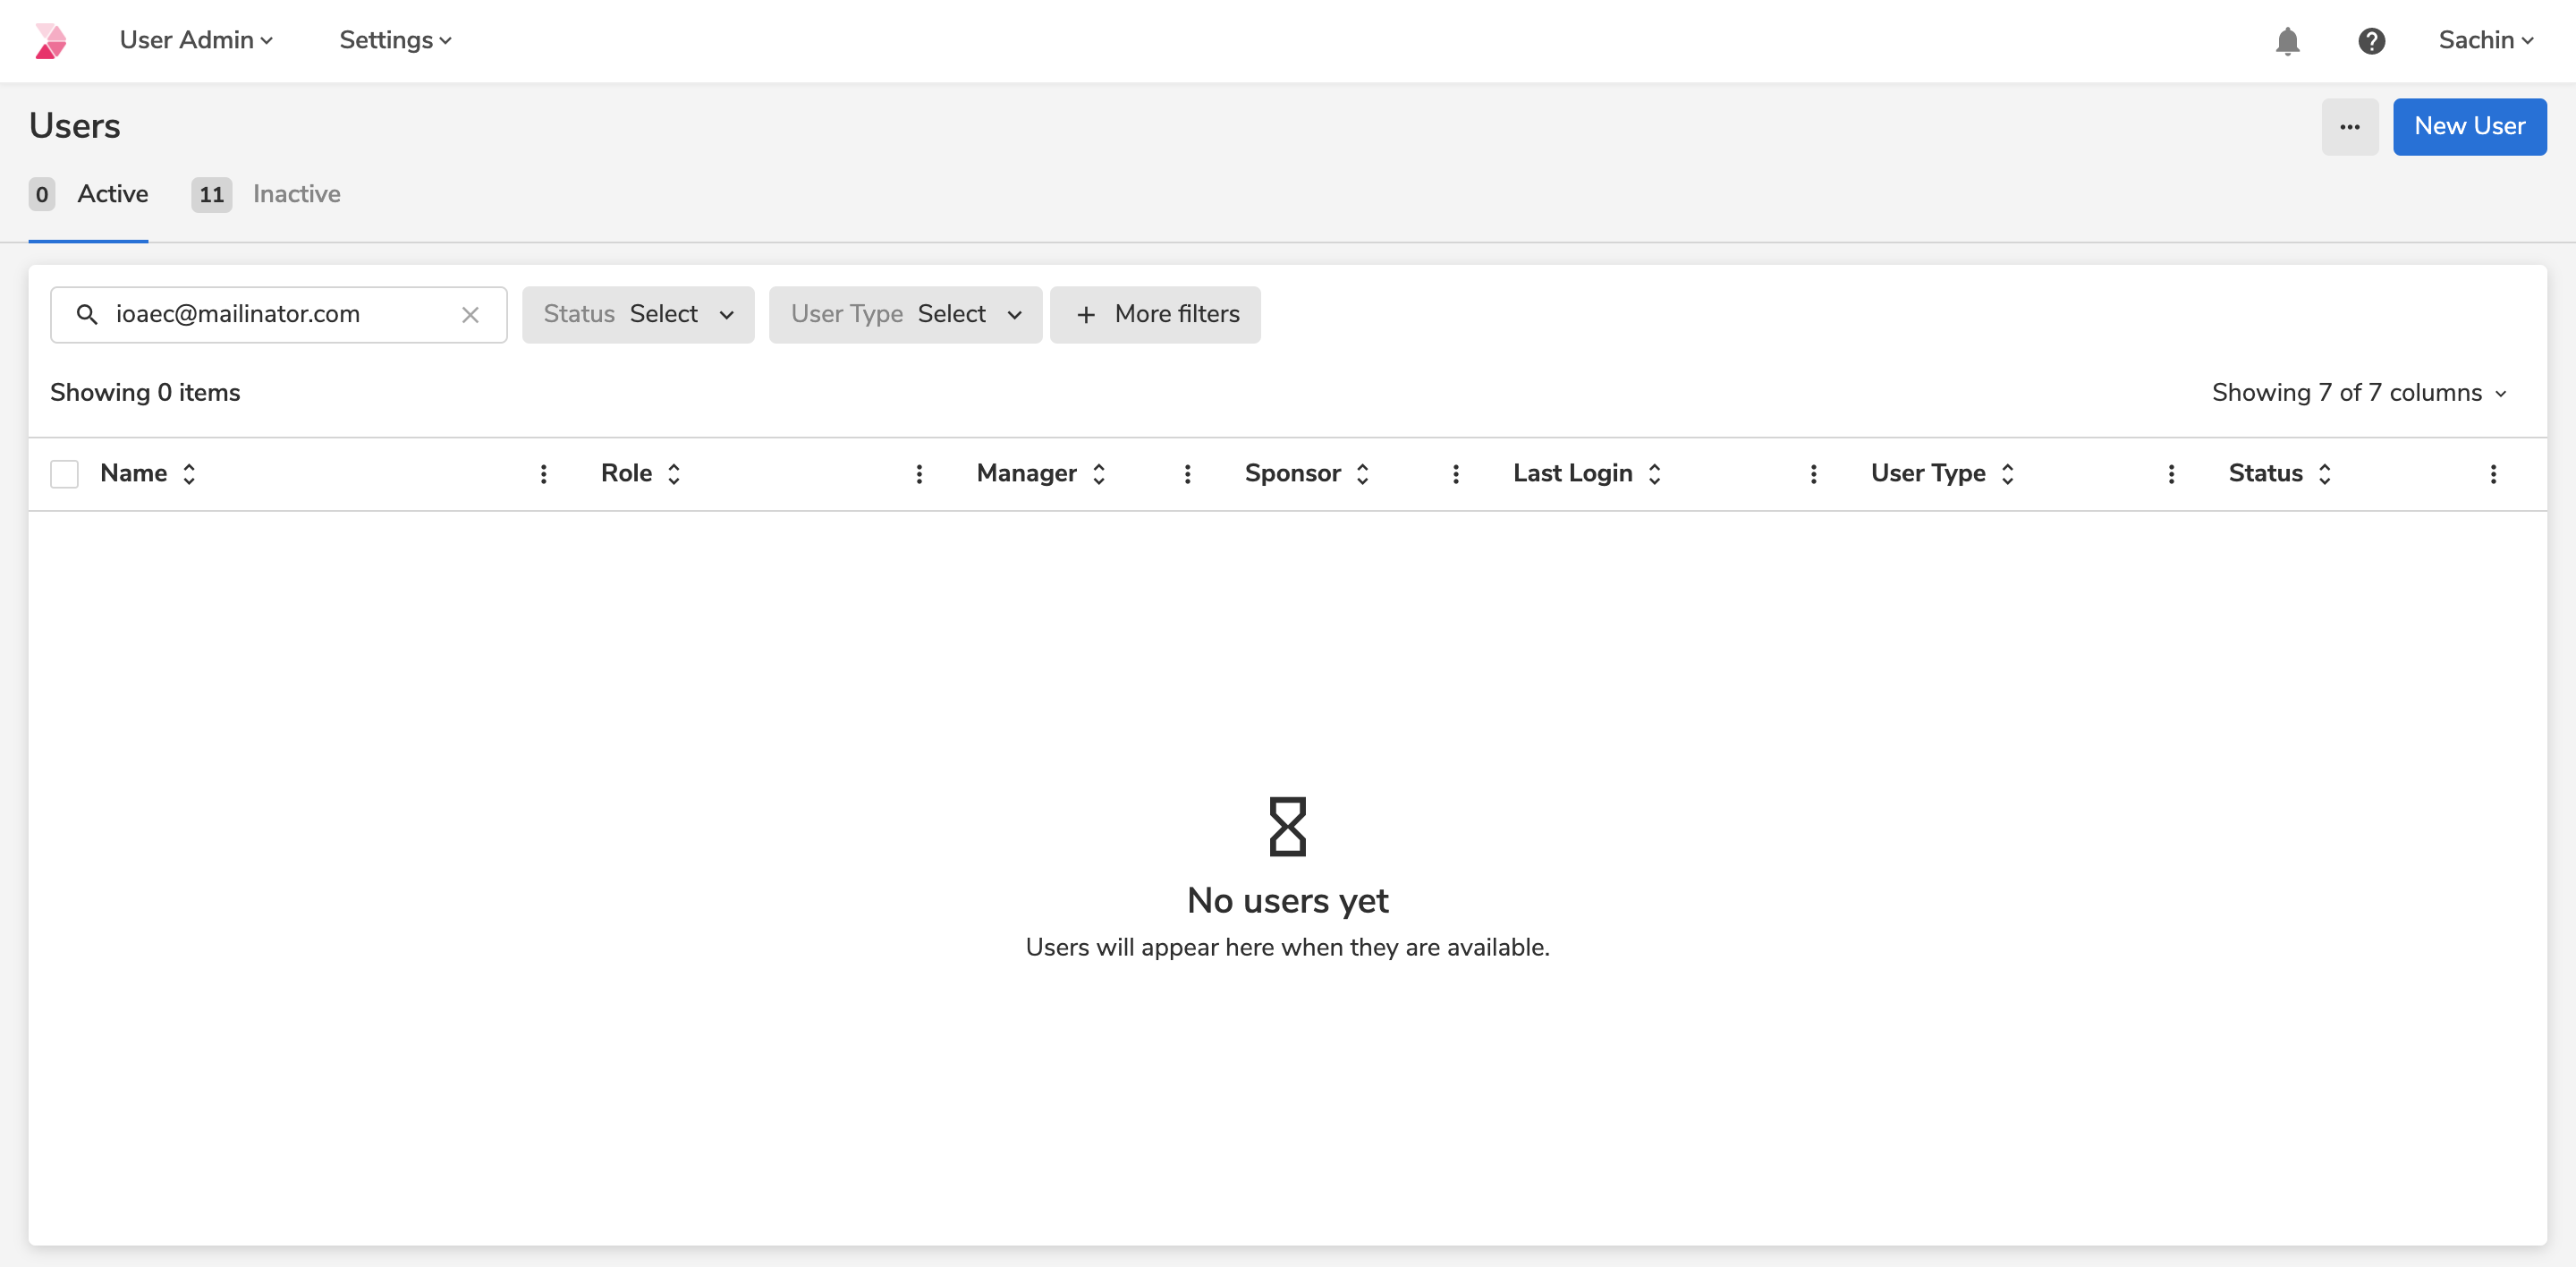 User Admin Settings Sachin
Users
New User
0 Active 11 Inactive
ioaec@mailinator.com Status Select User Type Select + More filters
Showing 0 items Showing 7 of 7 columns
Name Role Manager Sponsor Last Login User Type Status
No users yet
Users will appear here when they are available.